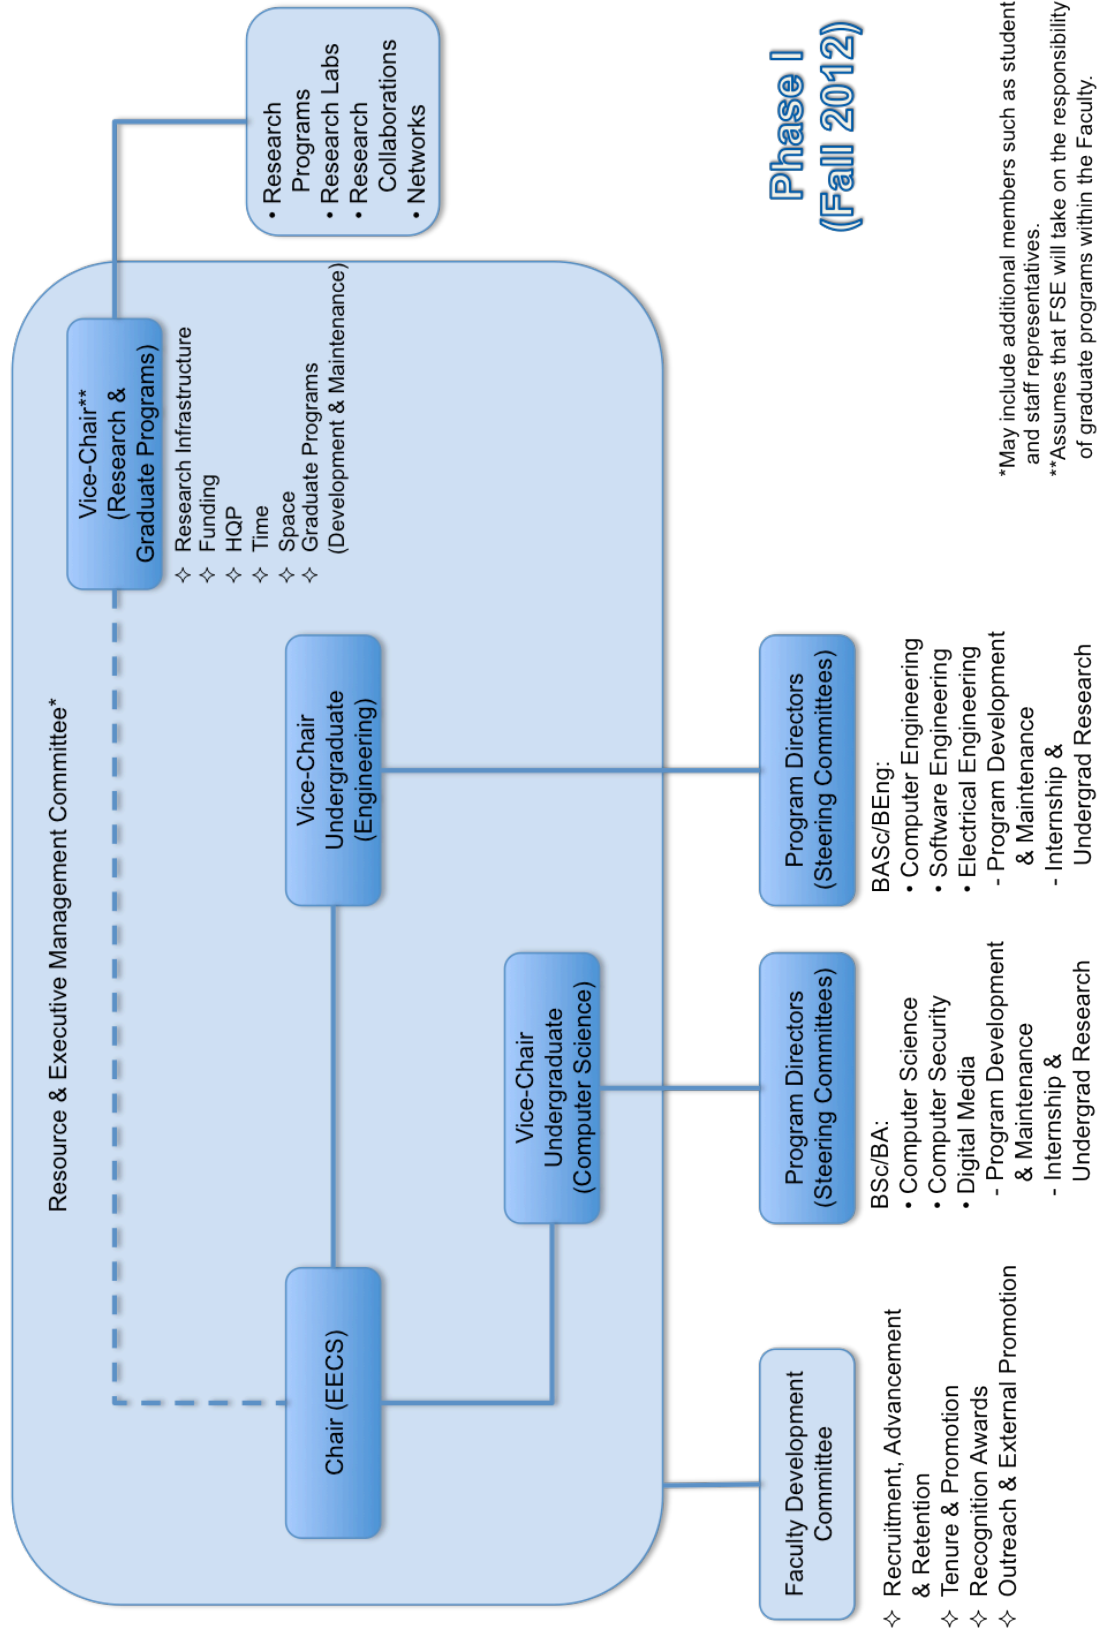 Resource & Executive Management Committee*
Vice-Chair**
(Research &
Graduate Programs)
✧ Research Infrastructure
✧ Funding
✧ HQP
✧ Time
✧ Space
✧ Graduate Programs
(Development & Maintenance)
• Research
Programs
• Research Labs
• Research
Collaborations
• Networks
Chair (EECS)
Vice-Chair
Undergraduate
(Engineering)
Vice-Chair
Undergraduate
(Computer Science)
Faculty Development
Committee
✧ Recruitment, Advancement
& Retention
✧ Tenure & Promotion
✧ Recognition Awards
✧ Outreach & External Promotion
Program Directors
(Steering Committees)
BSc/BA:
• Computer Science
• Computer Security
• Digital Media
- Program Development
& Maintenance
- Internship &
Undergrad Research
Program Directors
(Steering Committees)
BASc/BEng:
• Computer Engineering
• Software Engineering
• Electrical Engineering
- Program Development
& Maintenance
- Internship &
Undergrad Research
Phase I
(Fall 2012)
*May include additional members such as student
and staff representatives.
**Assumes that FSE will take on the responsibility
of graduate programs within the Faculty.